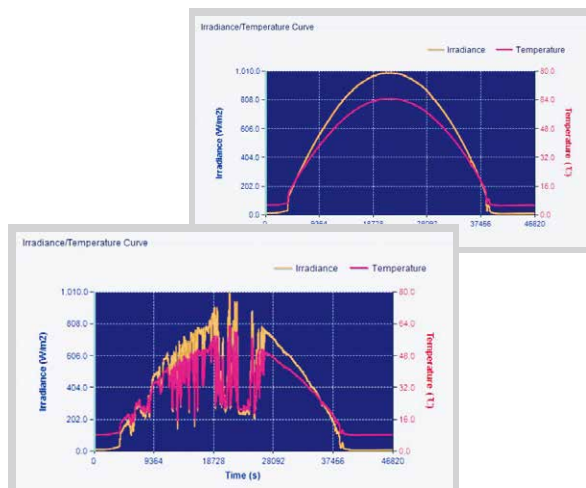 Irradiance/Temperature Curve
Irradiance Temperature
1,010.0 80.0
808.0 64.0
606.0 48.0
404.0 32.0
202.0 16.0
0.0 0.0
0 9364 18728 28092 37466 46820
Irradiance (W/m2)
Temperature (℃)
Irradiance/Temperature Curve
Irradiance Temperature
1,010.0 80.0
808.0 64.0
606.0 48.0
404.0 32.0
202.0 16.0
0.0 0.0
0 9364 18728 28092 37466 46820
Irradiance (W/m2)
Temperature (℃)
Time (s)